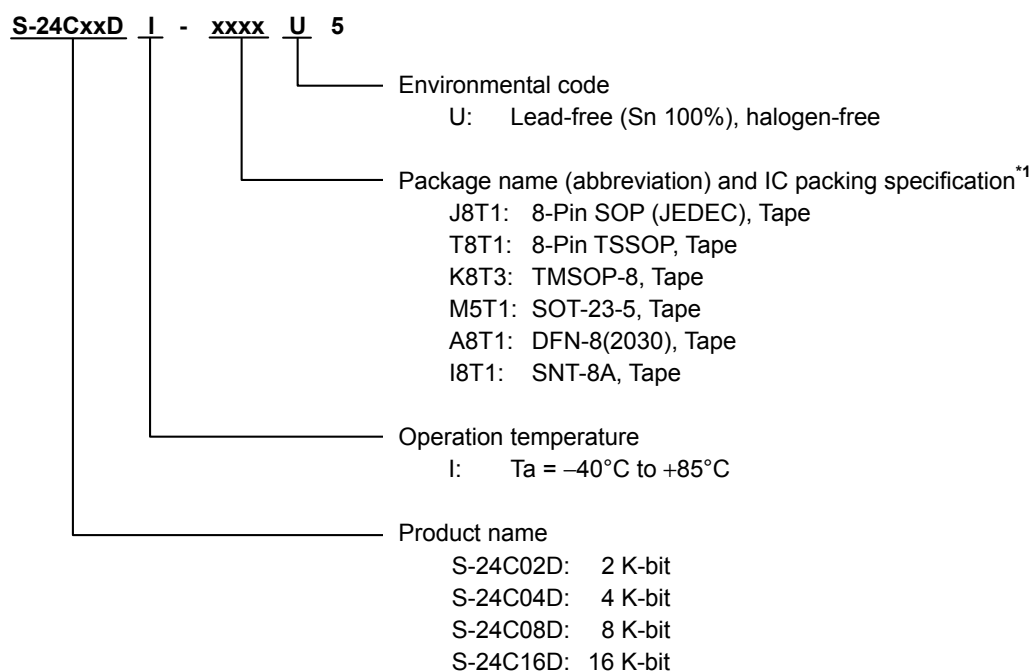 S-24CxxD I - xxxx U 5
Environmental code
U: Lead-free (Sn 100%), halogen-free
Package name (abbreviation) and IC packing specification*1
J8T1: 8-Pin SOP (JEDEC), Tape
T8T1: 8-Pin TSSOP, Tape
K8T3: TMSOP-8, Tape
M5T1: SOT-23-5, Tape
A8T1: DFN-8(2030), Tape
I8T1: SNT-8A, Tape
Operation temperature
I: Ta = −40°C to +85°C
Product name
S-24C02D: 2 K-bit
S-24C04D: 4 K-bit
S-24C08D: 8 K-bit
S-24C16D: 16 K-bit